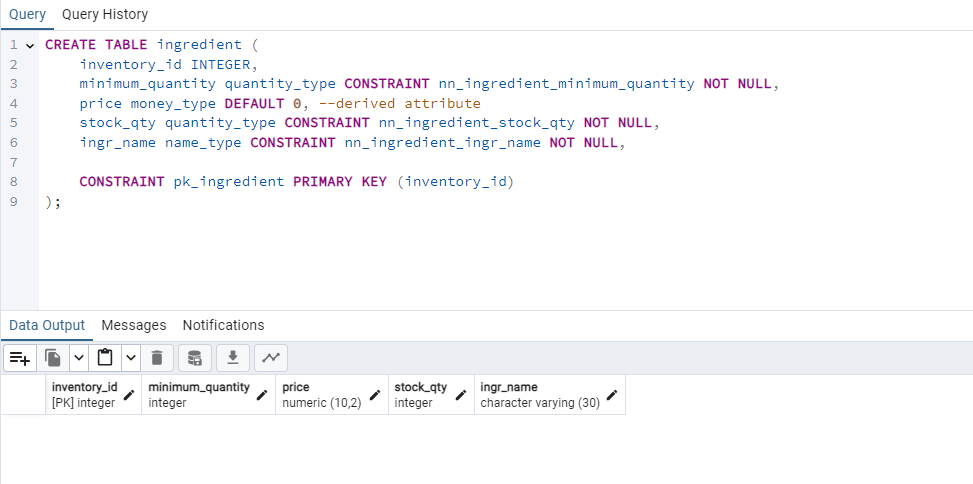 Query Query History
1 CREATE TABLE ingredient (
2 inventory_id INTEGER,
3 minimum_quantity quantity_type CONSTRAINT nn_ingredient_minimum_quantity NOT NULL,
4 price money_type DEFAULT 0, --derived attribute
5 stock_qty quantity_type CONSTRAINT nn_ingredient_stock_qty NOT NULL,
6 ingr_name name_type CONSTRAINT nn_ingredient_ingr_name NOT NULL,
7
8 CONSTRAINT pk_ingredient PRIMARY KEY (inventory_id)
9 );
Data Output Messages Notifications
inventory_id minimum_quantity price stock_qty ingr_name
[PK] integer integer numeric (10,2) integer character varying (30)